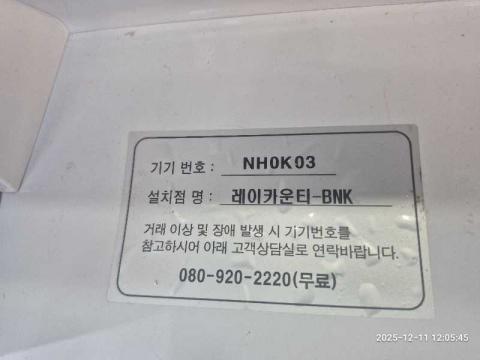 기기 번호 : NH0K03
설치점 명 : 레이카운티-BNK
거래 이상 및 장애 발생 시 기기번호를
참고하시어 아래 고객상담실로 연락바랍니다.
080-920-2220(무료)
2025-12-11 12:05:45